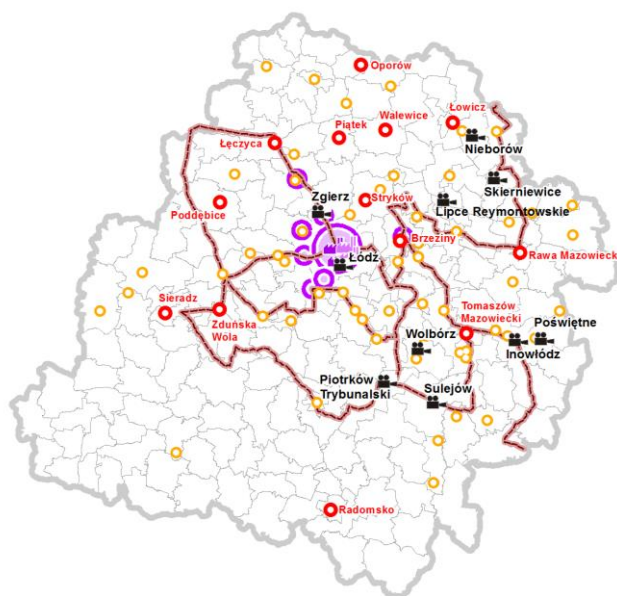 Oporów
Łowicz
Walewice
Piątek
Nieborów
Łęczyca
Skierniewice
Zgierz
Stryków
Lipce Reymontowskie
Poddębice
Brzeziny
Łódź
Rawa Mazowieck
Sieradz
Zduńska
Wola
Tomaszów
Mazowiecki
Poświętne
Wolbórz
Inowłódz
Piotrków
Trybunalski
Sulejów
Radomsko